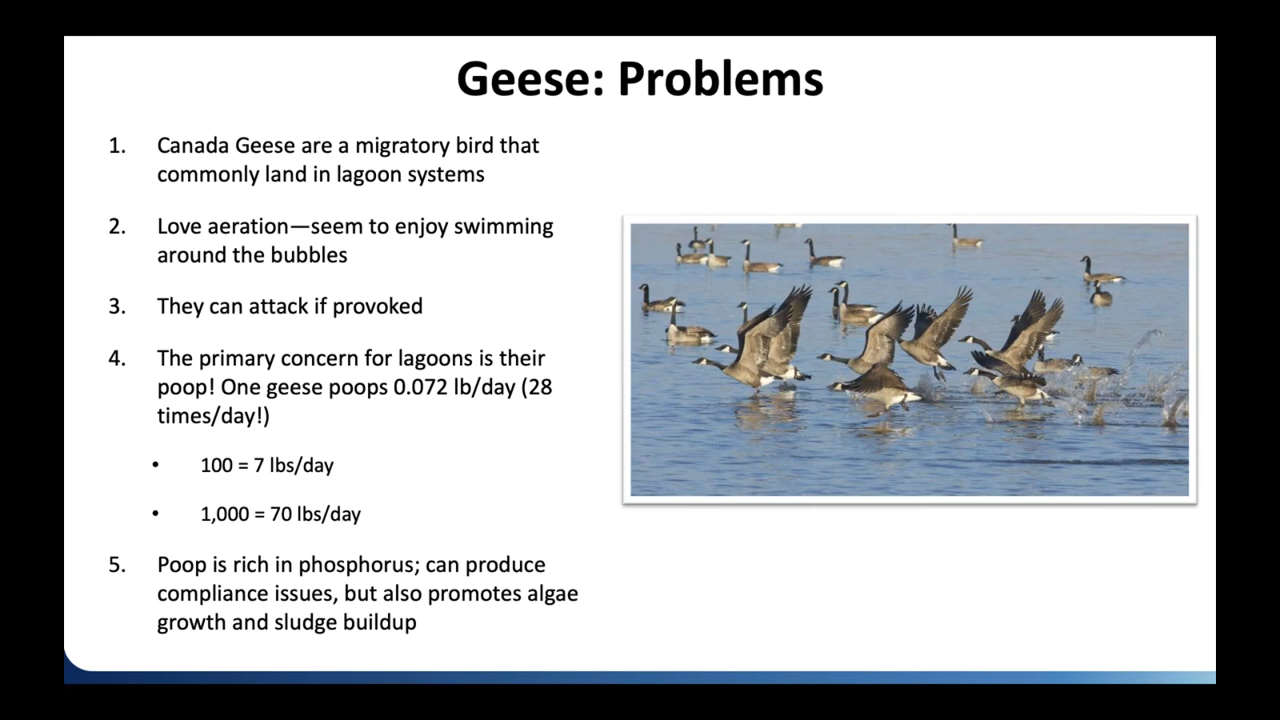 Geese: Problems
1. Canada Geese are a migratory bird that
commonly land in lagoon systems
2. Love aeration—seem to enjoy swimming
around the bubbles
3. They can attack if provoked
4. The primary concern for lagoons is their
poop! One geese poops 0.072 lb/day (28
times/day!)
• 100 = 7 lbs/day
• 1,000 = 70 lbs/day
5. Poop is rich in phosphorus; can produce
compliance issues, but also promotes algae
growth and sludge buildup